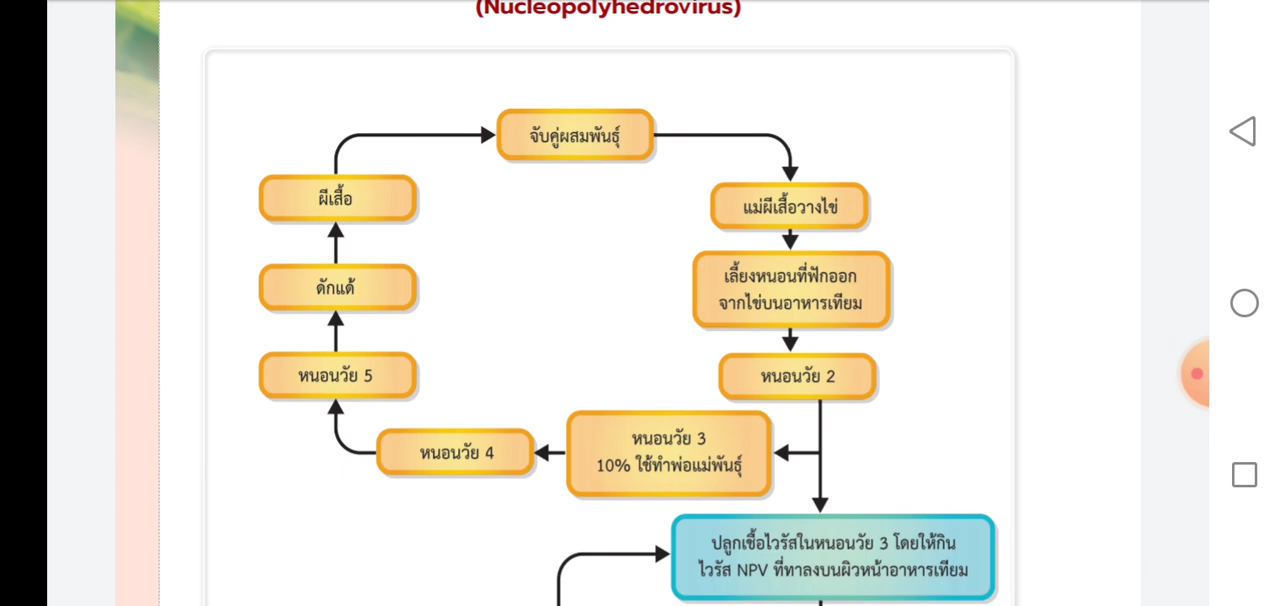 (Nucleopolyhedrovirus)
จับคู่ผสมพันธุ์
แม่ผีเสื้อวางไข่
เลี้ยงหนอนที่ฟักออก
จากไข่บนอาหารเทียม
หนอนวัย 2
หนอนวัย 3
10% ใช้ทำพ่อแม่พันธุ์
หนอนวัย 4
หนอนวัย 5
ดักแด้
ผีเสื้อ
ปลูกเชื้อไวรัสในหนอนวัย 3 โดยให้กิน
ไวรัส NPV ที่ทาลงบนผิวหน้าอาหารเทียม